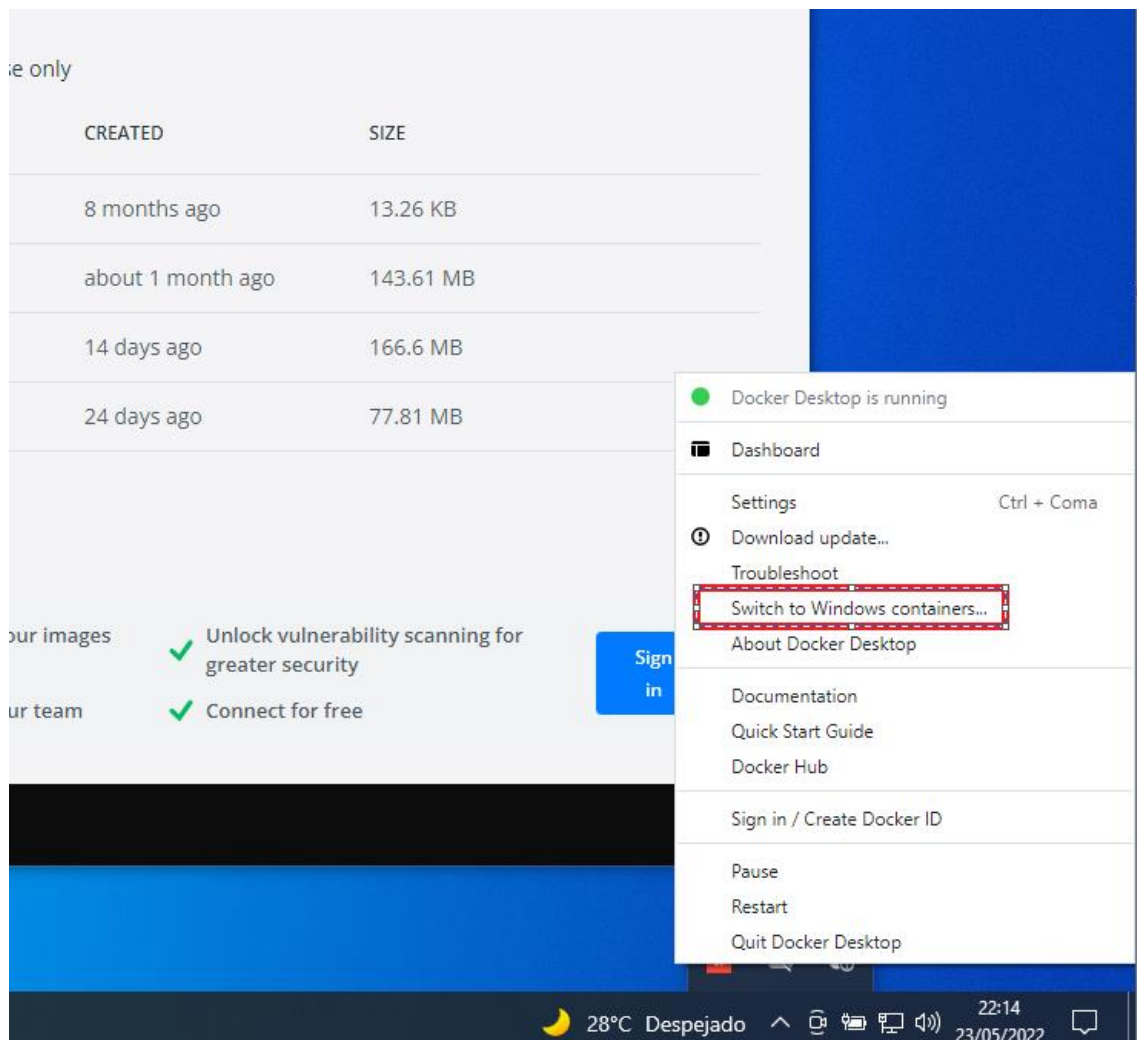 se only
CREATED SIZE
8 months ago 13.26 KB
about 1 month ago 143.61 MB
14 days ago 166.6 MB
24 days ago 77.81 MB
our images
ur team
Unlock vulnerability scanning for
greater security
Connect for free
Sign
in
Docker Desktop is running
Dashboard
Settings Ctrl + Coma
Download update...
Troubleshoot
Switch to Windows containers...
About Docker Desktop
Documentation
Quick Start Guide
Docker Hub
Sign in / Create Docker ID
Pause
Restart
Quit Docker Desktop
28°C Despejado
22:14
23/05/2022